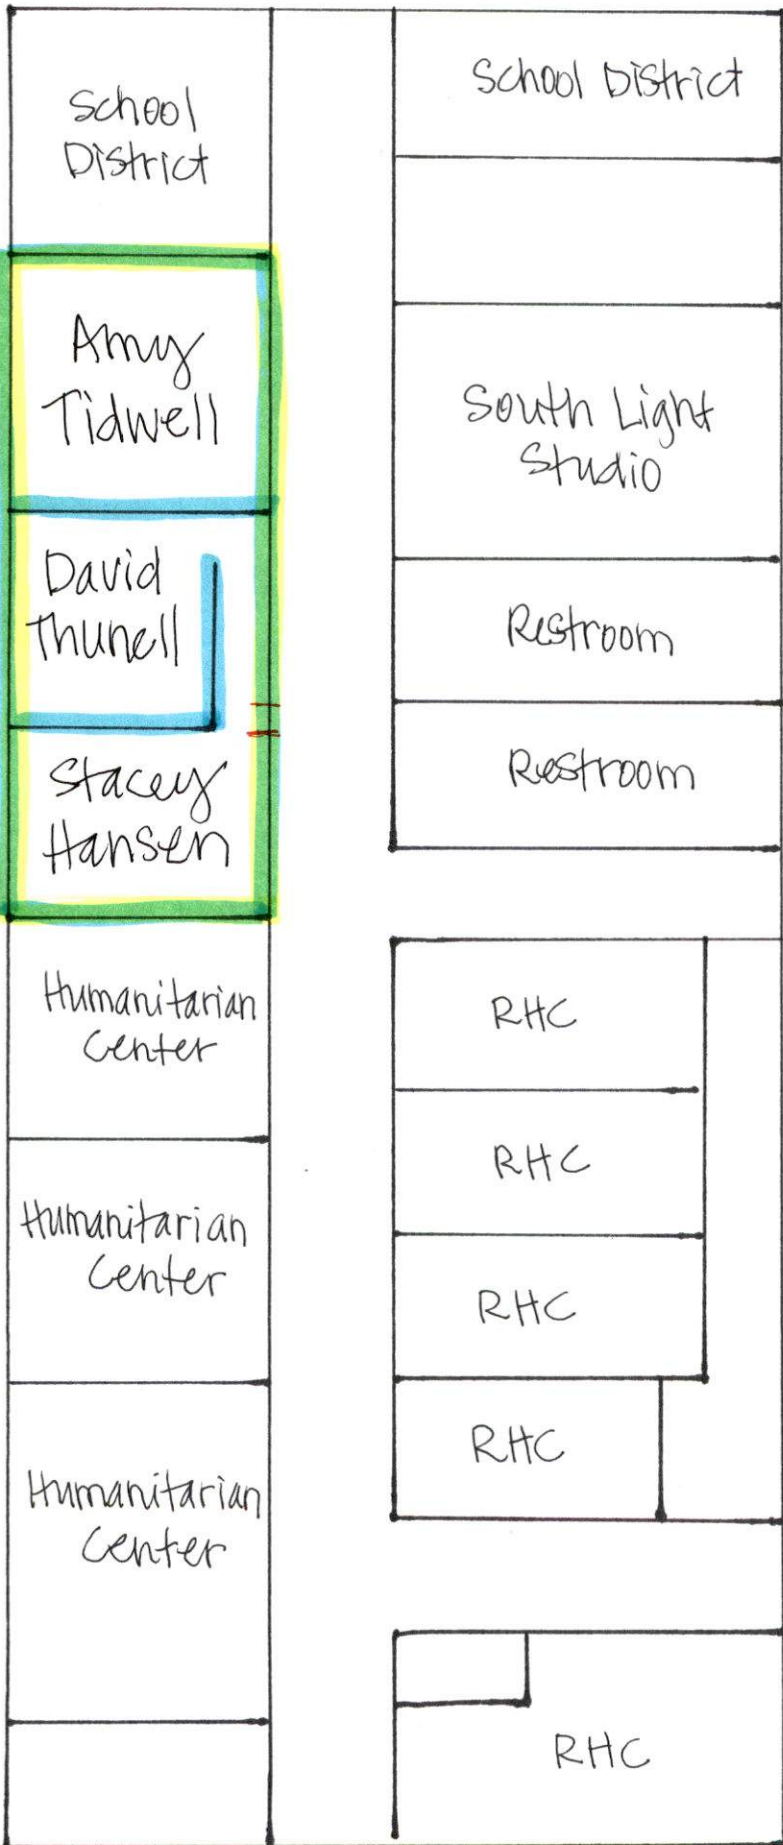 School
District
Amy
Tidwell
David
Thunell
Stacey
Hansen
Humanitarian
Center
Humanitarian
Center
Humanitarian
Center
School District
South Light
Studio
Restroom
Restroom
RHC
RHC
RHC
RHC
RHC